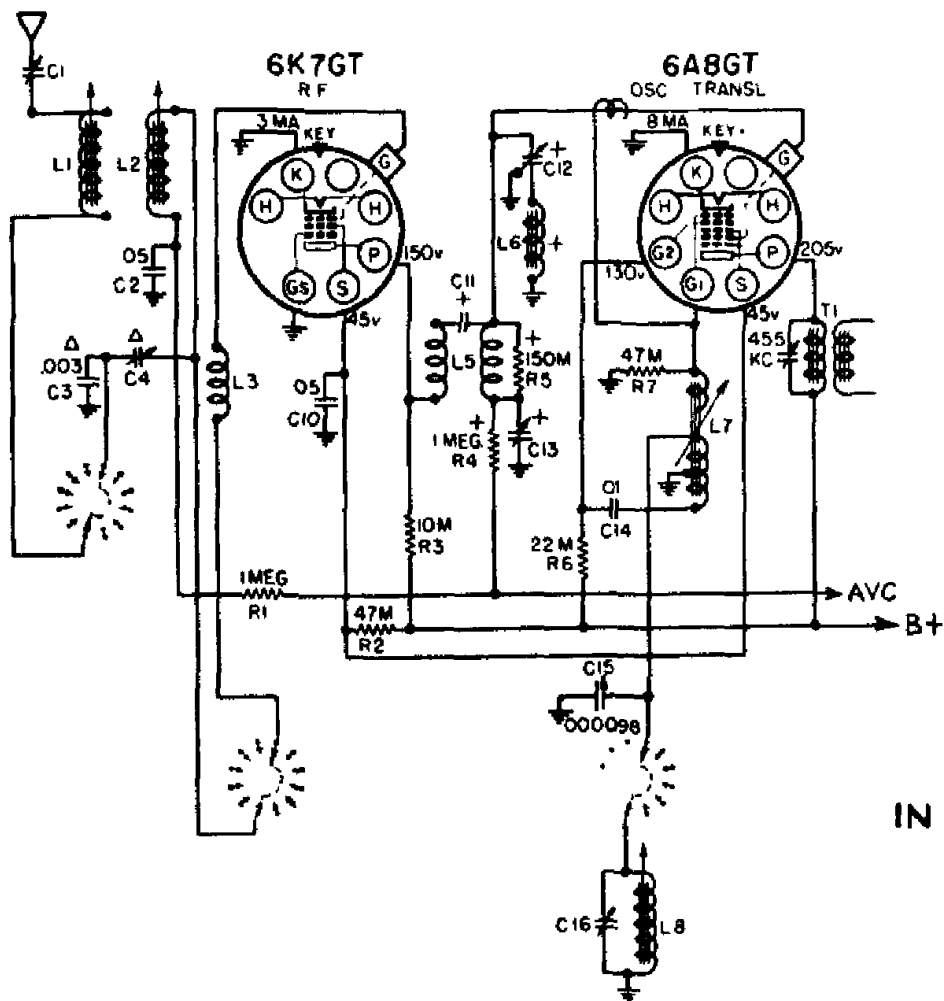 6K7GT
RF
6A8GT
OSC TRANSL
C1
L1
L2
3 MA
KEY
G
K
H
H
P
GS
S
150V
45V
05
C2
Δ
.003
C3
Δ
C4
L3
05
C10
C11
+
L5
+
C12
L6
+
+
150M
R5
+
1 MEG.
R4
+
C13
8 MA
KEY
G
K
H
H
G2
P
G1
S
130V
205V
45V
T1
455
KC
47M
R7
L7
01
C14
22M
R6
10M
R3
1MEG
R1
47M
R2
AVC
B+
C15
.000098
IN
C16
L8